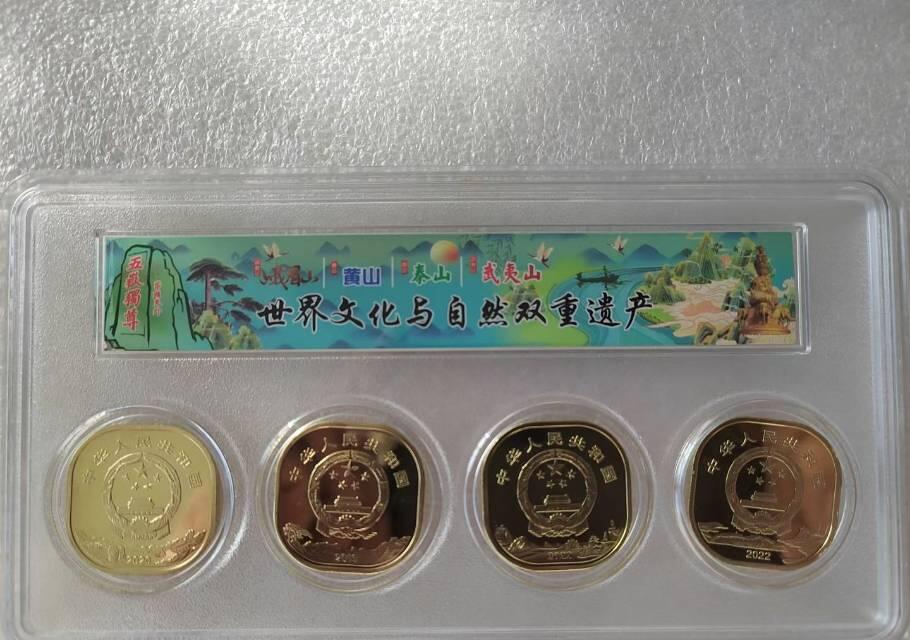 五嶽獨尊
峨眉山
黄山
泰山
武夷山
世界文化与自然双重遗产
中华人民共和国
中华人民共和国
中华人民共和国
中华人民共和国
2022